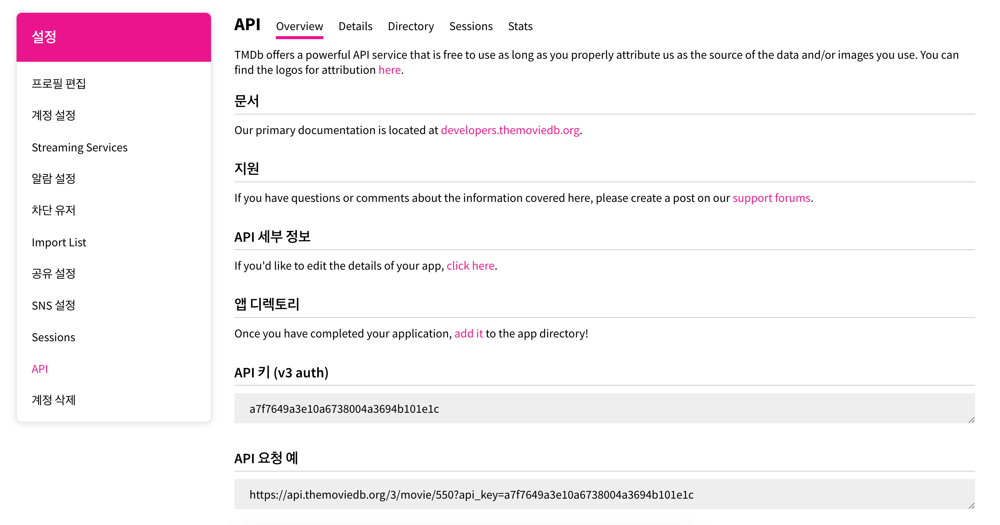 설정
프로필 편집
계정 설정
Streaming Services
알람 설정
차단 유저
Import List
공유 설정
SNS 설정
Sessions
API
계정 삭제
API Overview Details Directory Sessions Stats
TMDb offers a powerful API service that is free to use as long as you properly attribute us as the source of the data and/or images you use. You can
find the logos for attribution here.
문서
Our primary documentation is located at developers.themoviedb.org.
지원
If you have questions or comments about the information covered here, please create a post on our support forums.
API 세부 정보
If you'd like to edit the details of your app, click here.
앱 디렉토리
Once you have completed your application, add it to the app directory!
API 키 (v3 auth)
a7f7649a3e10a6738004a3694b101e1c
API 요청 예
https://api.themoviedb.org/3/movie/550?api_key=a7f7649a3e10a6738004a3694b101e1c